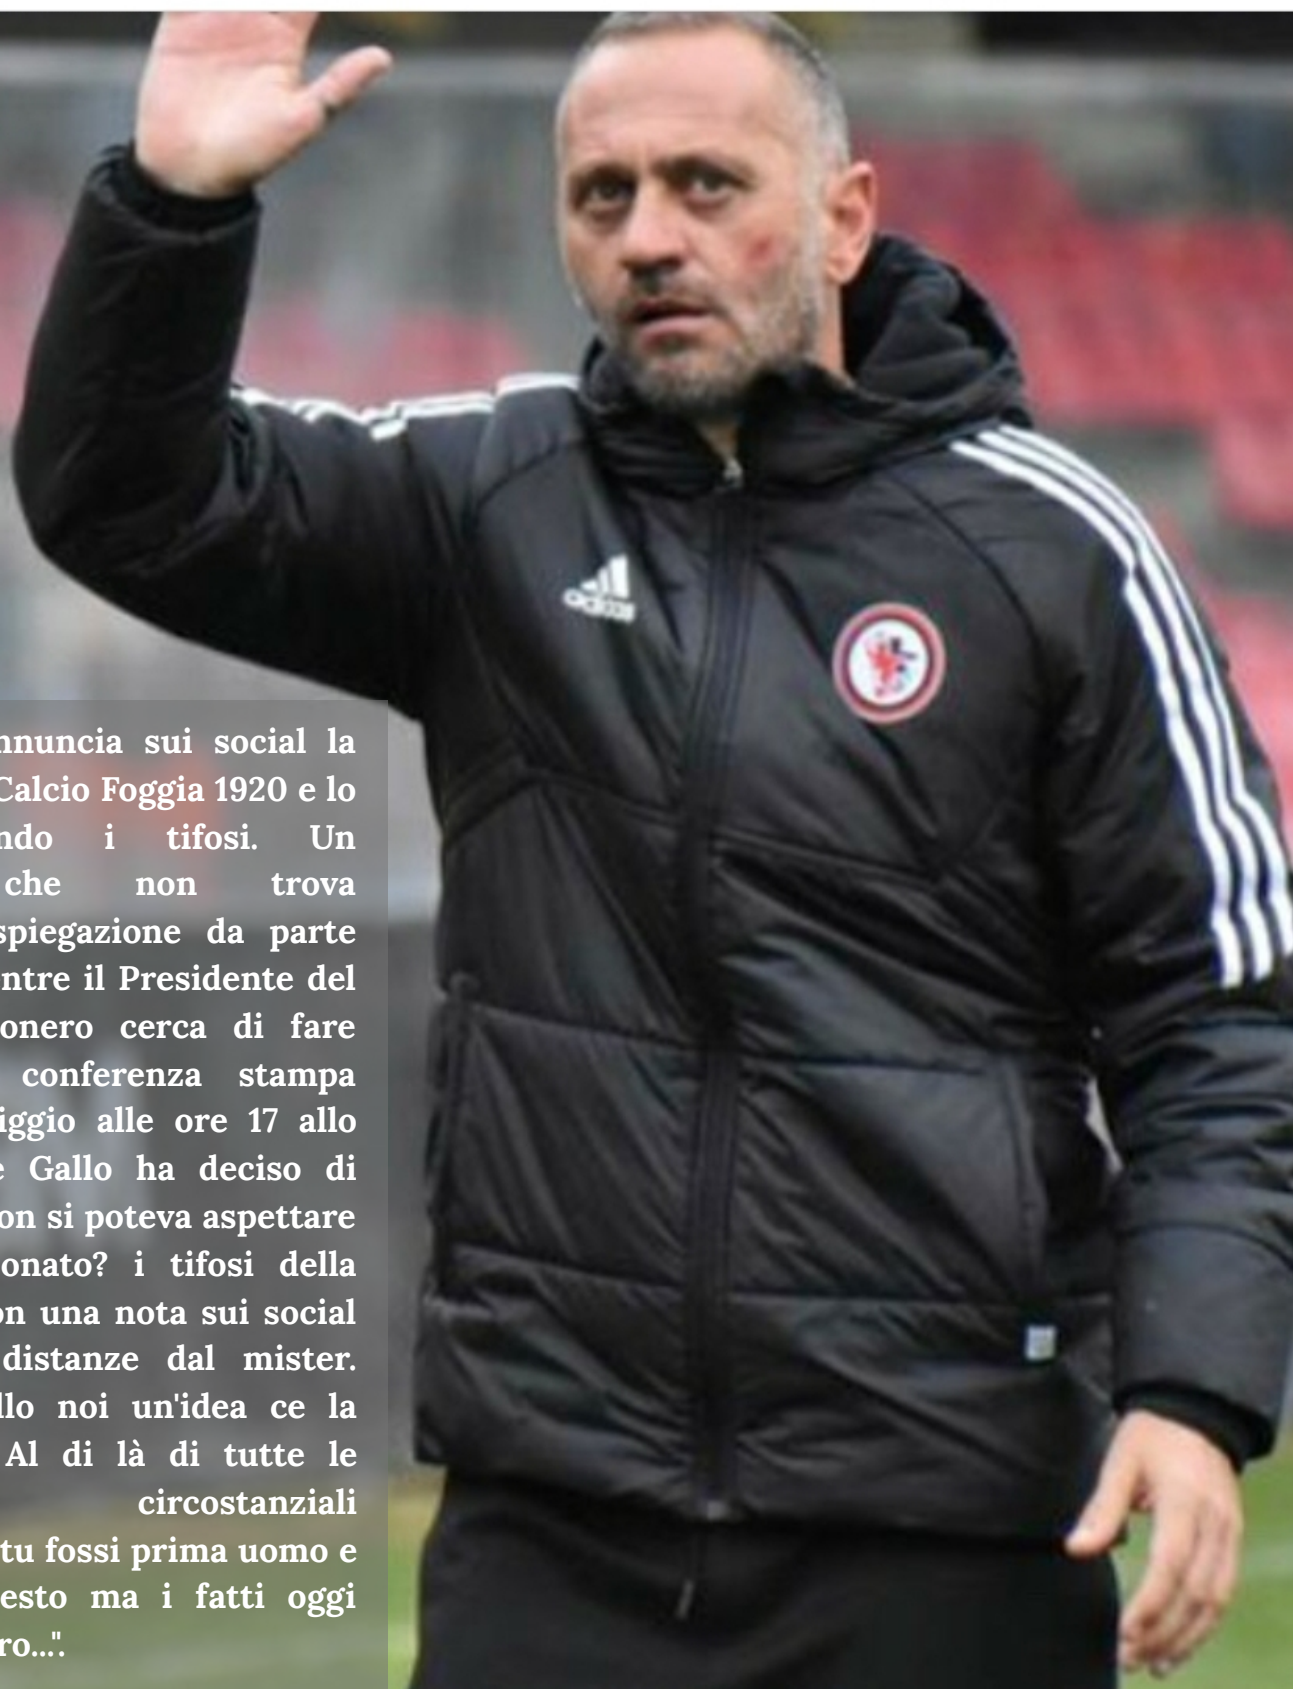 adidas
nnuncia sui social la
Calcio Foggia 1920 e lo
ndo i tifosi. Un
che non trova
spiegazione da parte
ntre il Presidente del
onero cerca di fare
conferenza stampa
iggio alle ore 17 allo
e Gallo ha deciso di
on si poteva aspettare
onato? i tifosi della
on una nota sui social
distanze dal mister.
llo noi un'idea ce la
Al di là di tutte le
circostanziali
tu fossi prima uomo e
esto ma i fatti oggi
ro...".